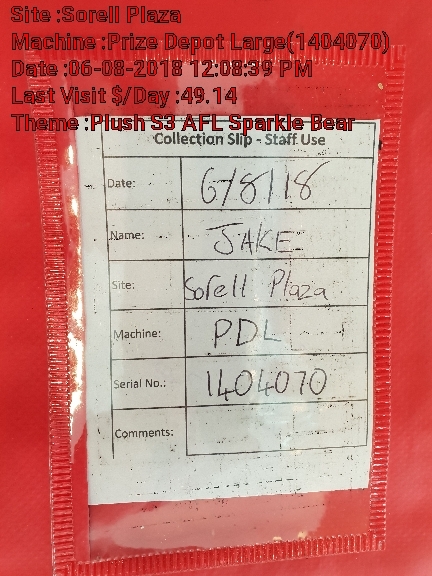 Site :Sorell Plaza
Machine :Prize Depot Large(1404070)
Date :06-08-2018 12:08:39 PM
Last Visit $/Day :49.14
Theme :Plush S3 AFL Sparkle Bear
Collection Slip - Staff Use
Date: 6/8/18
Name: JAKE
Site: Sorell Plaza
Machine: PDL
Serial No.: 1404070
Comments: